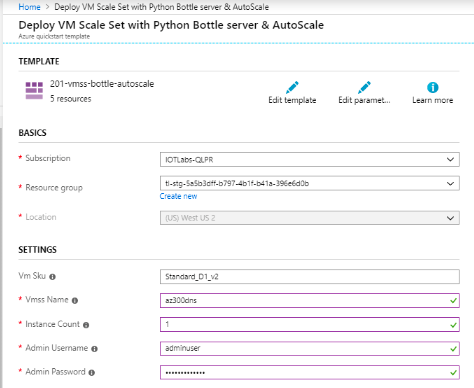 Home > Deploy VM Scale Set with Python Bottle server & AutoScale
Deploy VM Scale Set with Python Bottle server & AutoScale
Azure quickstart template
TEMPLATE
201-vmss-bottle-autoscale
5 resources
Edit template
Edit paramet...
Learn more
BASICS
* Subscription
IOTLabs-QLPR
* Resource group
tl-stg-5a5b3dff-b797-4b1f-b41a-396e6d0b
Create new
* Location
(US) West US 2
SETTINGS
Vm Sku
Standard_D1_v2
* Vmss Name
az300dns
* Instance Count
1
* Admin Username
adminuser
* Admin Password
•••••••••••••